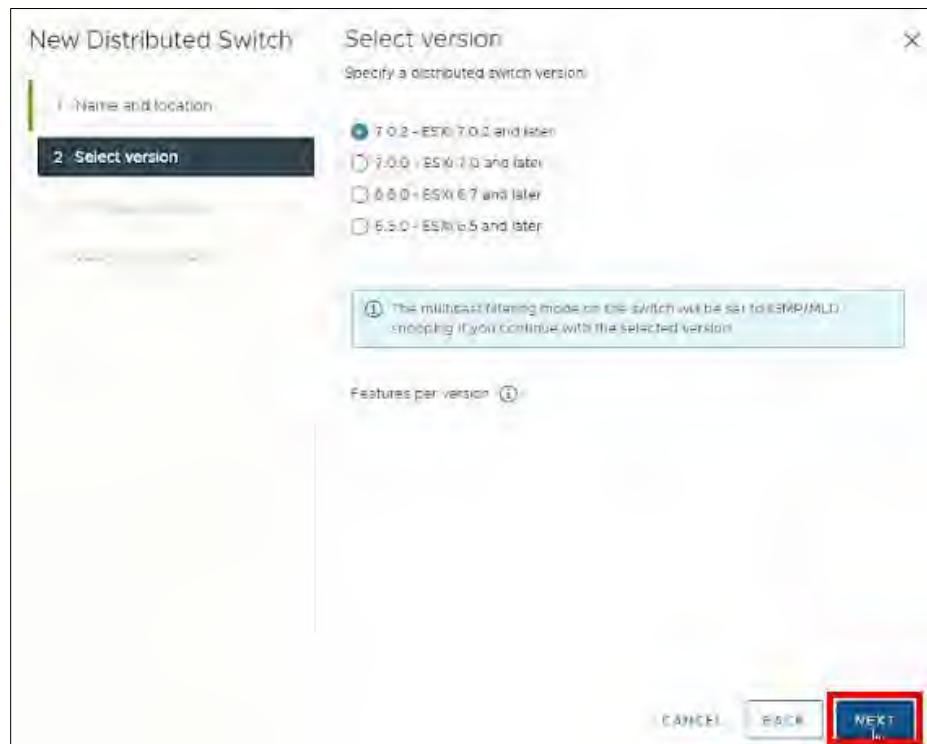 New Distributed Switch
Select version
Specify a distributed switch version.
1 Name and location
2 Select version
7.0.2 - ESXi 7.0.2 and later
7.0.0 - ESXi 7.0 and later
6.6.0 - ESXi 6.7 and later
6.5.0 - ESXi 6.5 and later
The multicast filtering mode on the switch will be set to IGMP/MLD
snooping if you continue with the selected version.
Features per version
CANCEL
BACK
NEXT